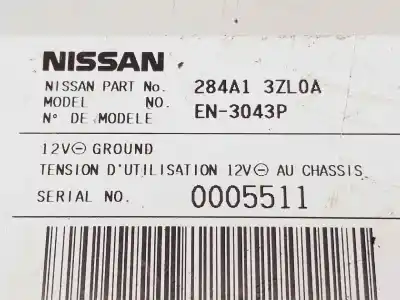 NISSAN
NISSAN PART No. 284A1 3ZL0A
MODEL NO. EN-3043P
N° DE MODELE
12V⊖ GROUND
TENSION D'UTILISATION 12V⊖ AU CHASSIS
SERIAL NO. 0005511